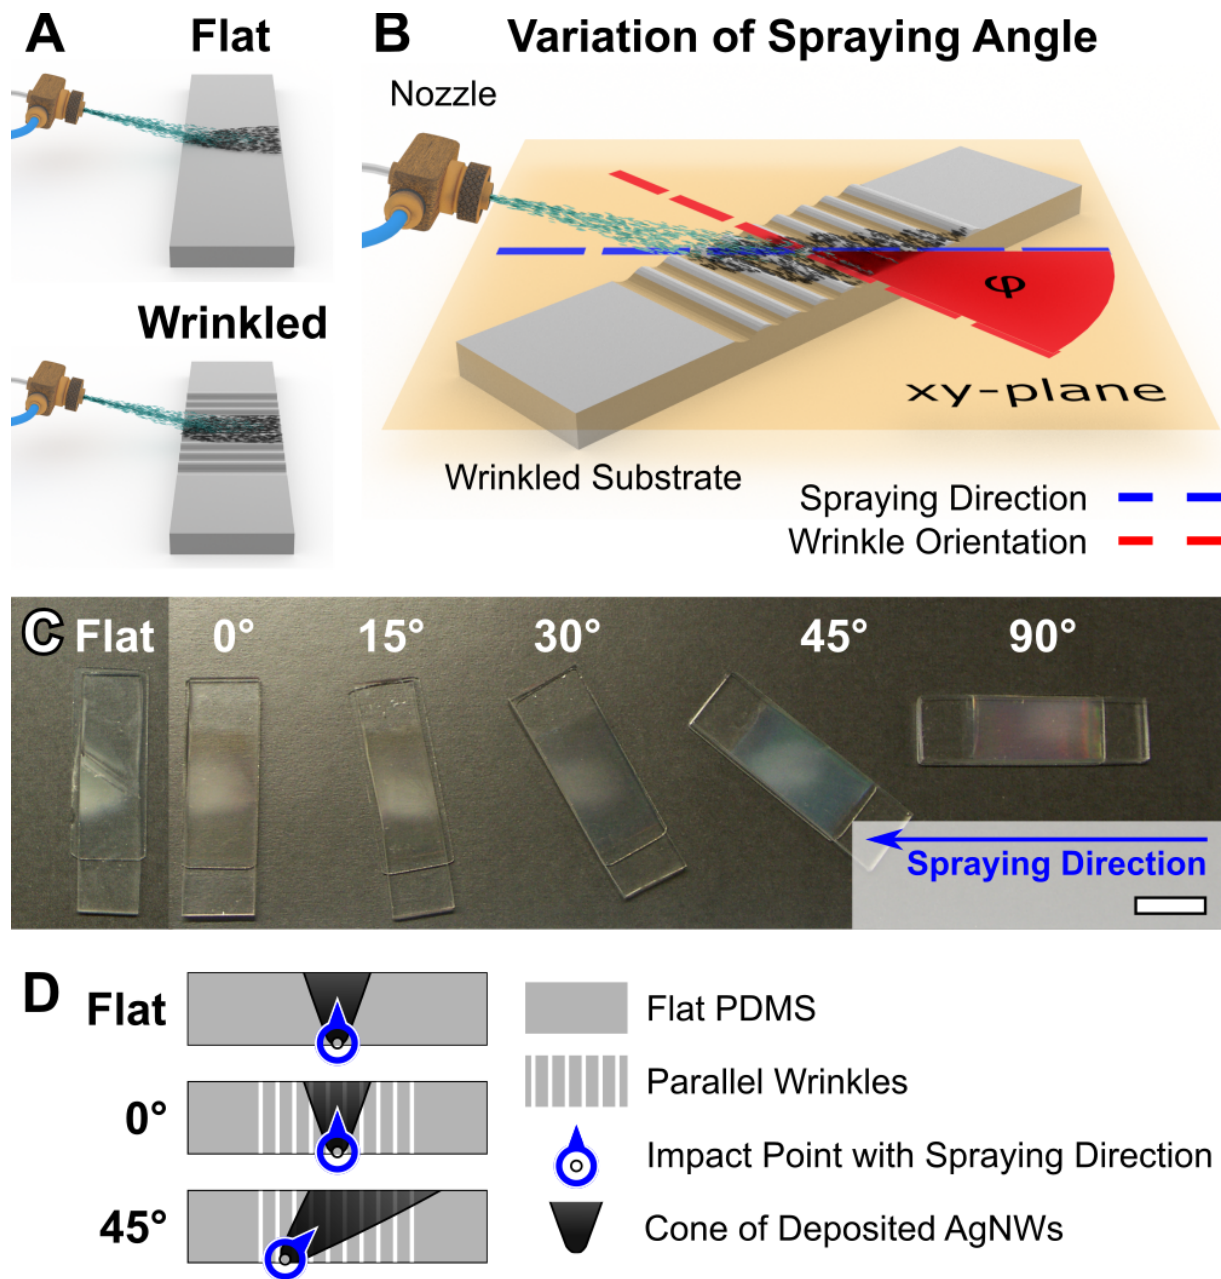 A
Flat
Wrinkled
B
Variation of Spraying Angle
Nozzle
φ
xy-plane
Wrinkled Substrate
Spraying Direction
Wrinkle Orientation
C
Flat
0°
15°
30°
45°
90°
Spraying Direction
D
Flat
0°
45°
Flat PDMS
Parallel Wrinkles
Impact Point with Spraying Direction
Cone of Deposited AgNWs